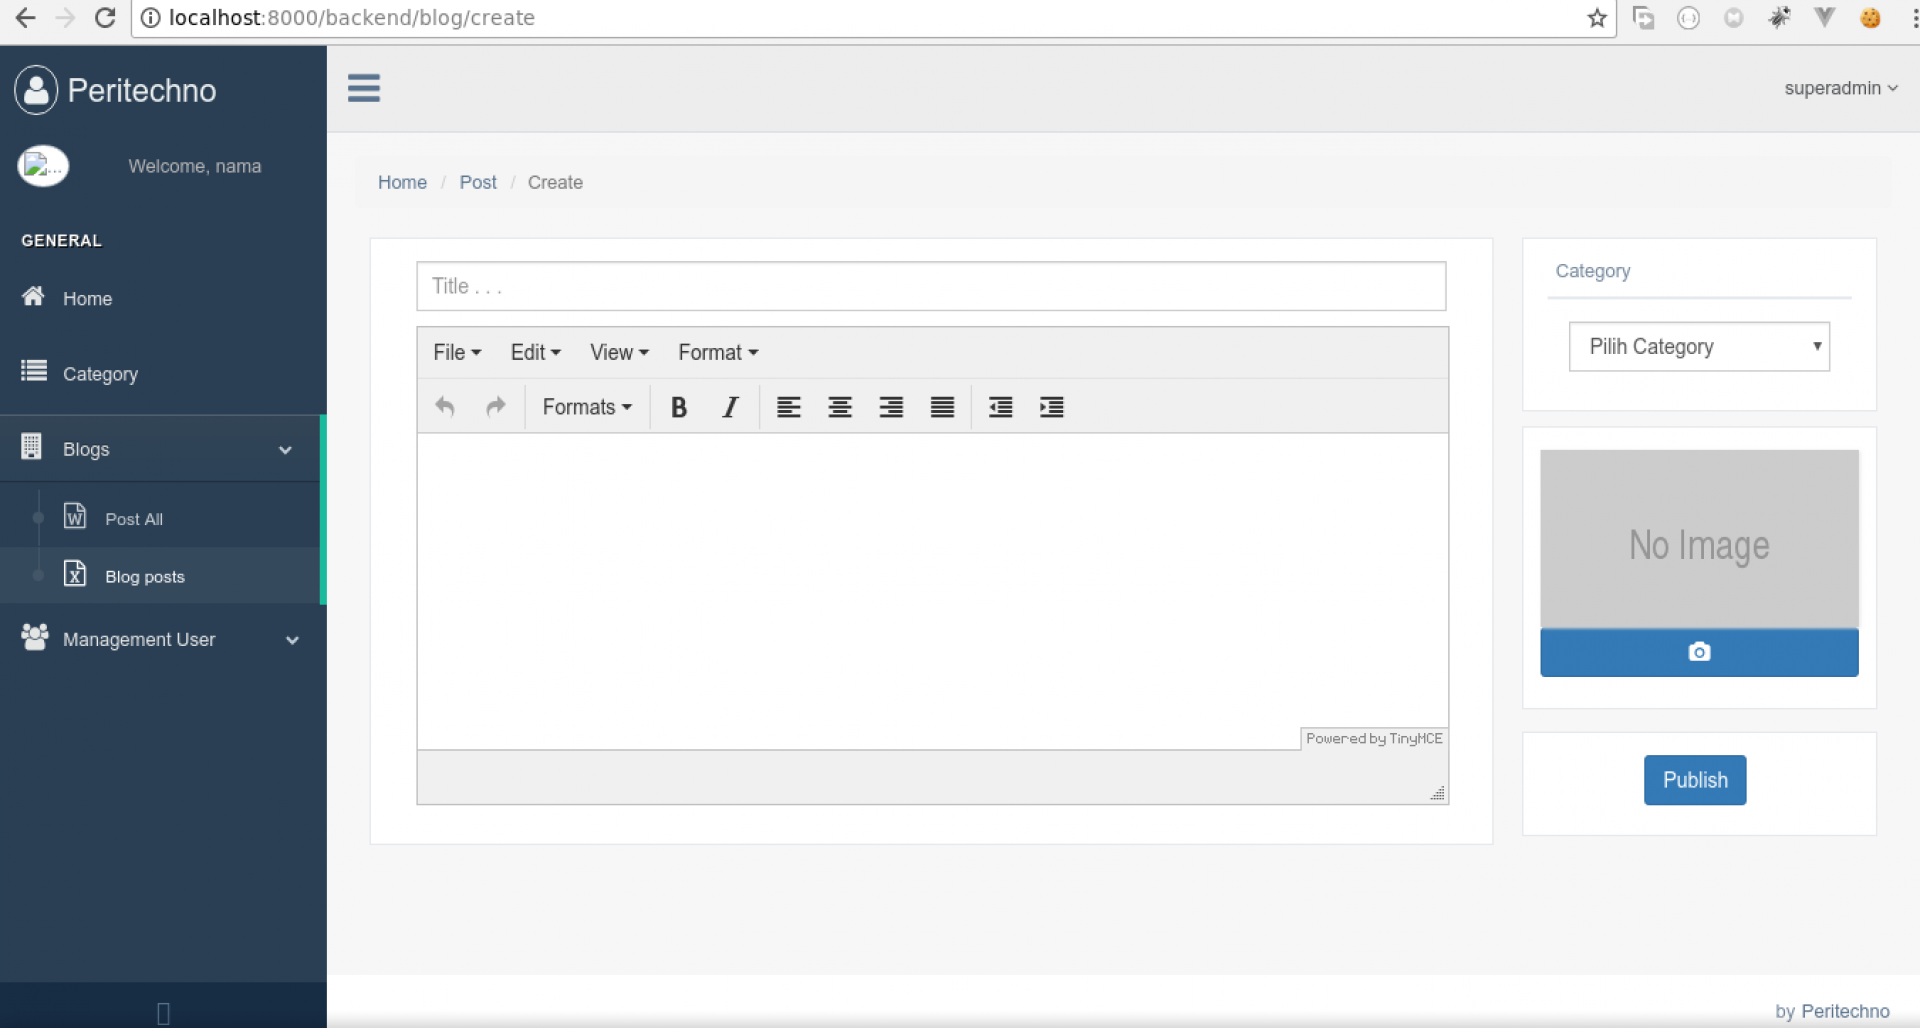 localhost:8000/backend/blog/create
Peritechno
superadmin
Welcome, nama
Home / Post / Create
GENERAL
Home
Category
Blogs
Post All
Blog posts
Management User
Title . . .
File Edit View Format
Formats B I
Powered by TinyMCE
Category
Pilih Category
No Image
Publish
by Peritechno